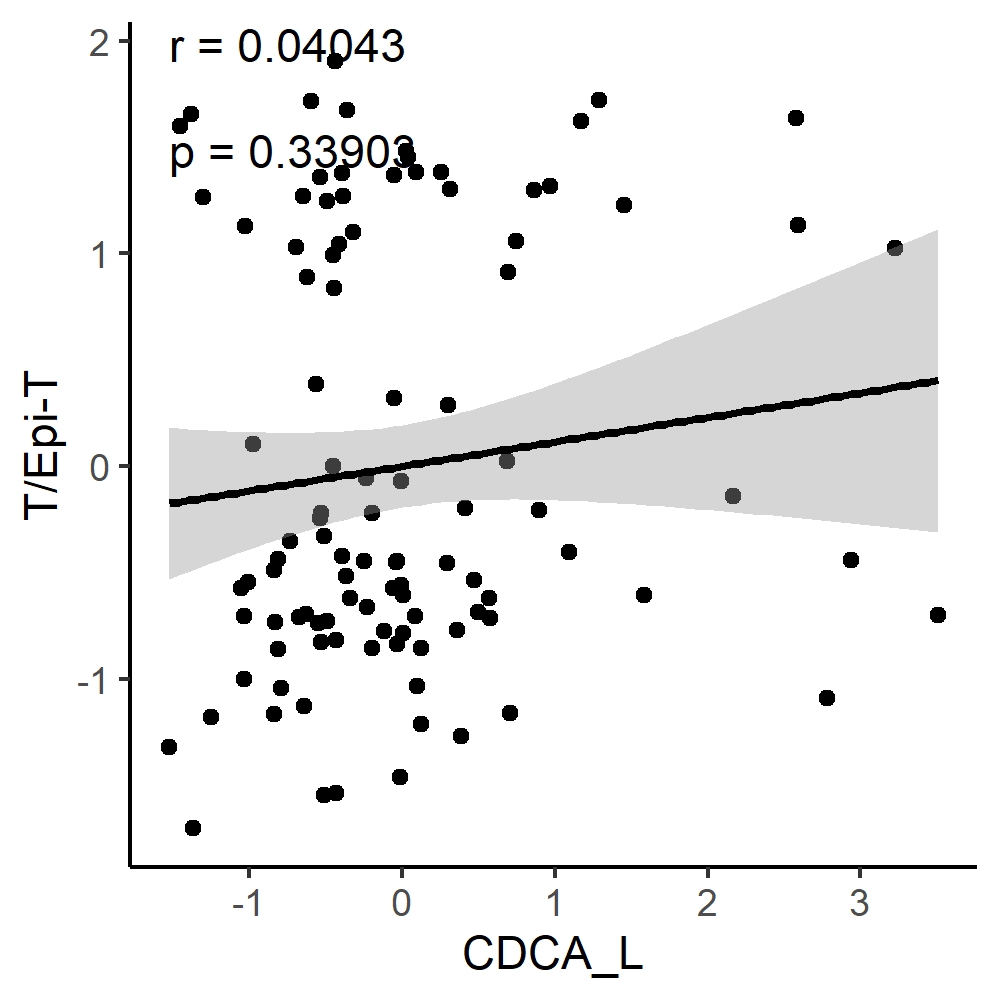 r = 0.04043
p = 0.33903
2
1
0
-1
T/Epi-T
-1 0 1 2 3
CDCA_L